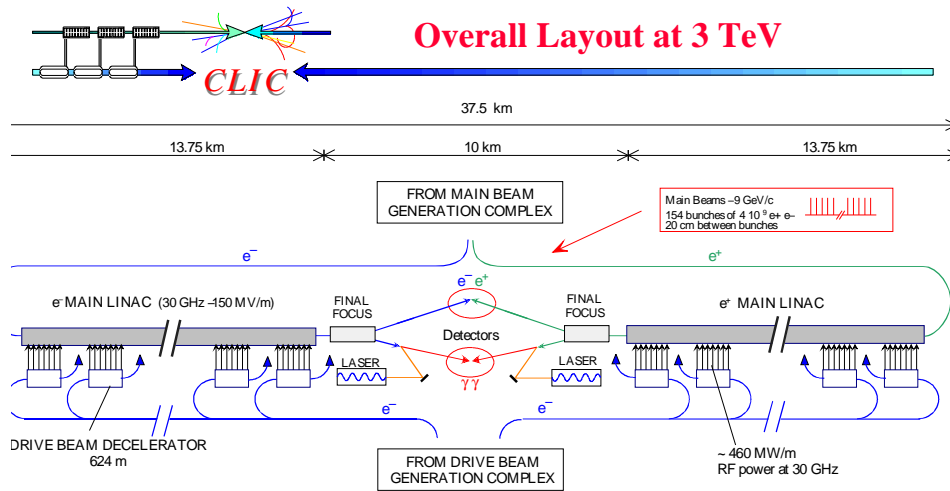 Overall Layout at 3 TeV
CLIC
37.5 km
13.75 km
10 km
13.75 km
FROM MAIN BEAM
GENERATION COMPLEX
Main Beams –9 GeV/c
154 bunches of 4 10⁹ e+ e–
20 cm between bunches
e⁻
e⁺
e⁻ e⁺
e⁻ MAIN LINAC (30 GHz –150 MV/m)
FINAL
FOCUS
FINAL
FOCUS
e⁺ MAIN LINAC
Detectors
LASER
γ γ
LASER
e⁻
e⁻
DRIVE BEAM DECELERATOR
624 m
FROM DRIVE BEAM
GENERATION COMPLEX
~ 460 MW/m
RF power at 30 GHz